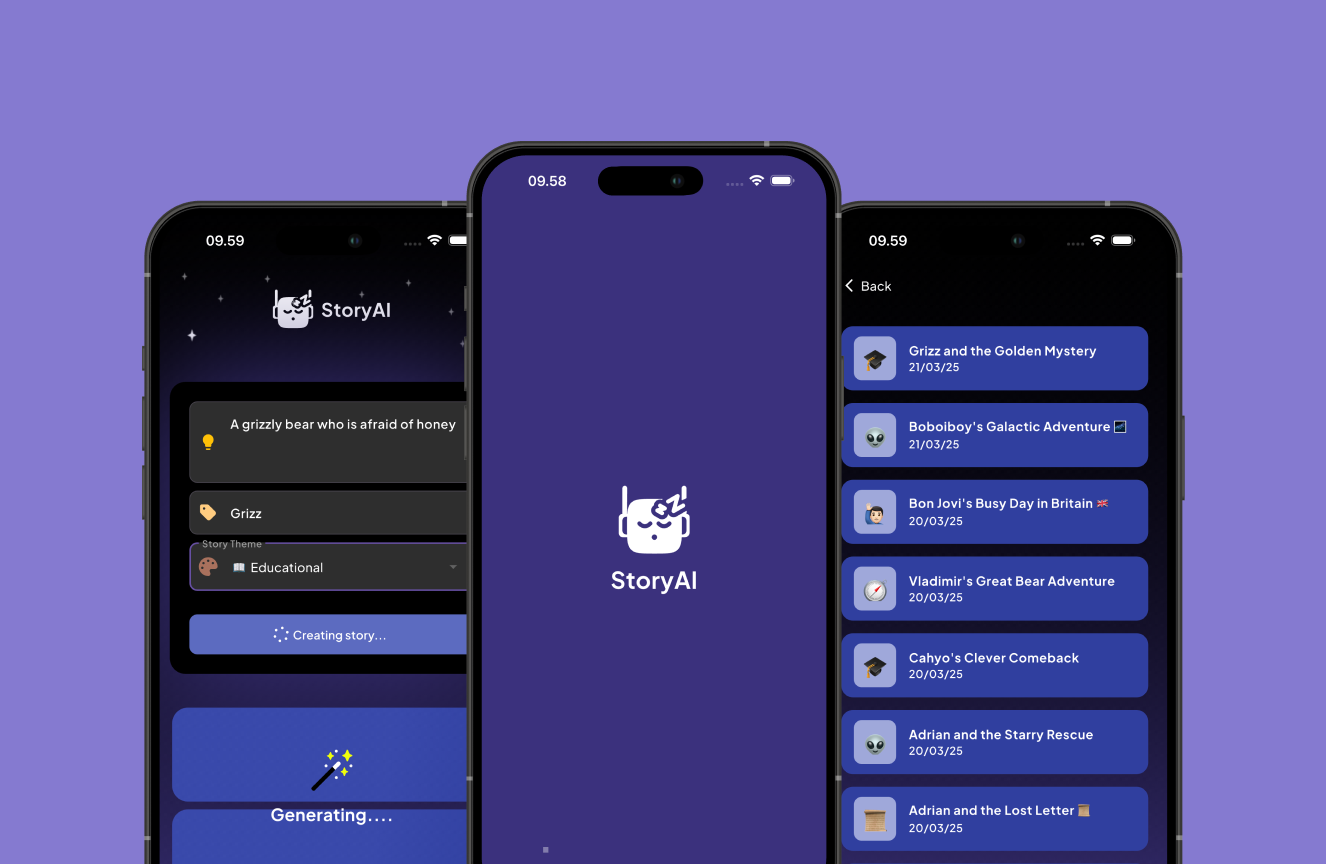 09.59
StoryAI
A grizzly bear who is afraid of honey
Grizz
Story Theme
Educational
Creating story...
Generating....
09.58
StoryAI
09.59
Back
Grizz and the Golden Mystery
21/03/25
Boboiboy's Galactic Adventure
21/03/25
Bon Jovi's Busy Day in Britain
20/03/25
Vladimir's Great Bear Adventure
20/03/25
Cahyo's Clever Comeback
20/03/25
Adrian and the Starry Rescue
20/03/25
Adrian and the Lost Letter
20/03/25